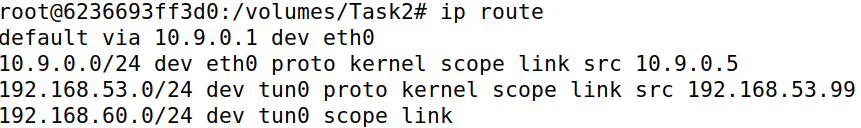 root@6236693ff3d0:/volumes/Task2# ip route
default via 10.9.0.1 dev eth0
10.9.0.0/24 dev eth0 proto kernel scope link src 10.9.0.5
192.168.53.0/24 dev tun0 proto kernel scope link src 192.168.53.99
192.168.60.0/24 dev tun0 scope link